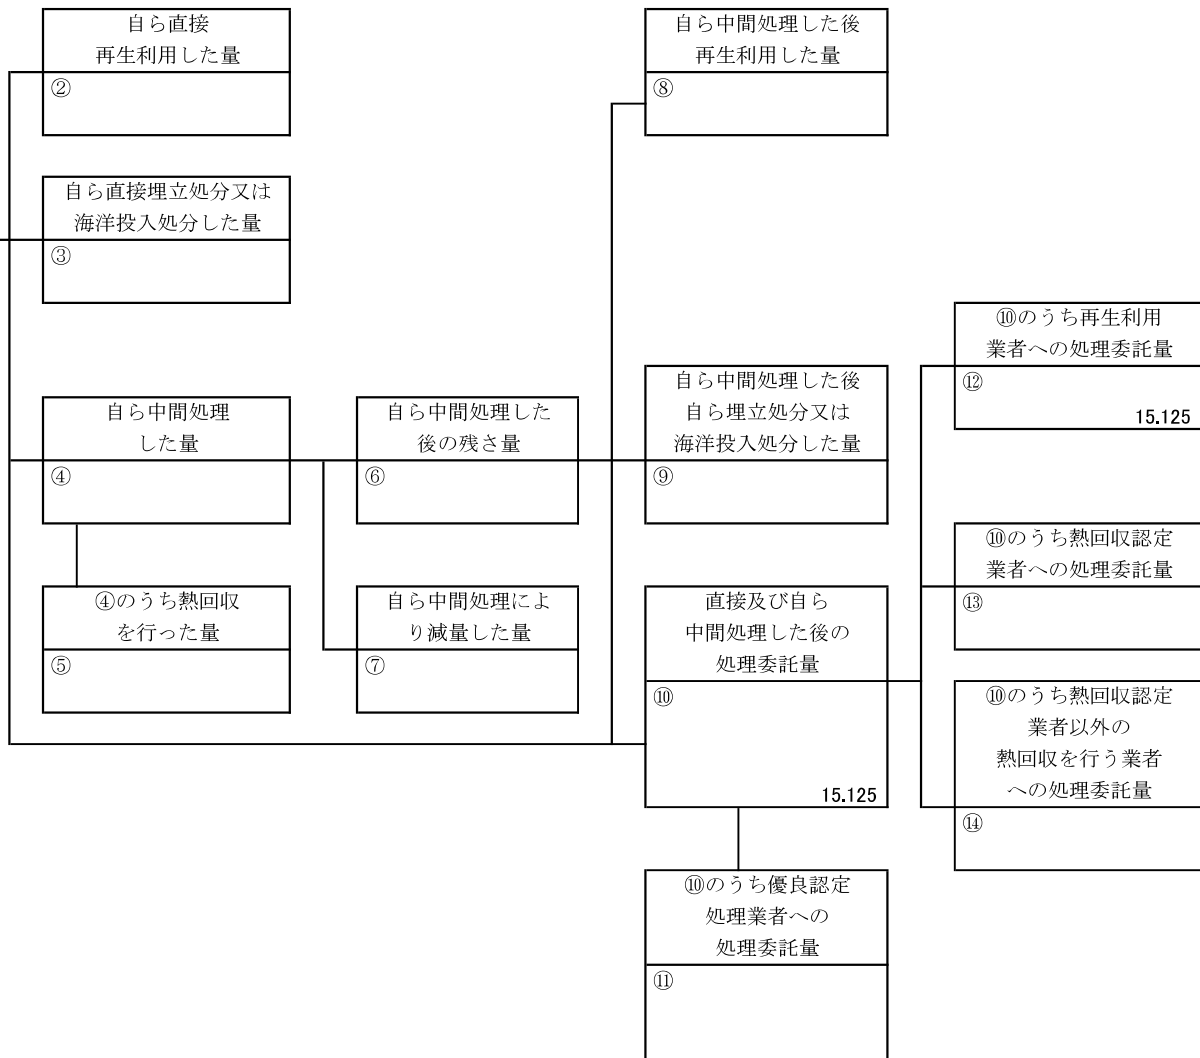 自ら直接
再生利用した量
②
自ら中間処理した後
再生利用した量
⑧
自ら直接埋立処分又は
海洋投入処分した量
③
⑩のうち再生利用
業者への処理委託量
⑫
15.125
自ら中間処理
した量
④
自ら中間処理した
後の残さ量
⑥
自ら中間処理した後
自ら埋立処分又は
海洋投入処分した量
⑨
⑩のうち熱回収認定
業者への処理委託量
⑬
④のうち熱回収
を行った量
⑤
自ら中間処理によ
り減量した量
⑦
直接及び自ら
中間処理した後の
処理委託量
⑩
15.125
⑩のうち熱回収認定
業者以外の
熱回収を行う業者
への処理委託量
⑭
⑩のうち優良認定
処理業者への
処理委託量
⑪